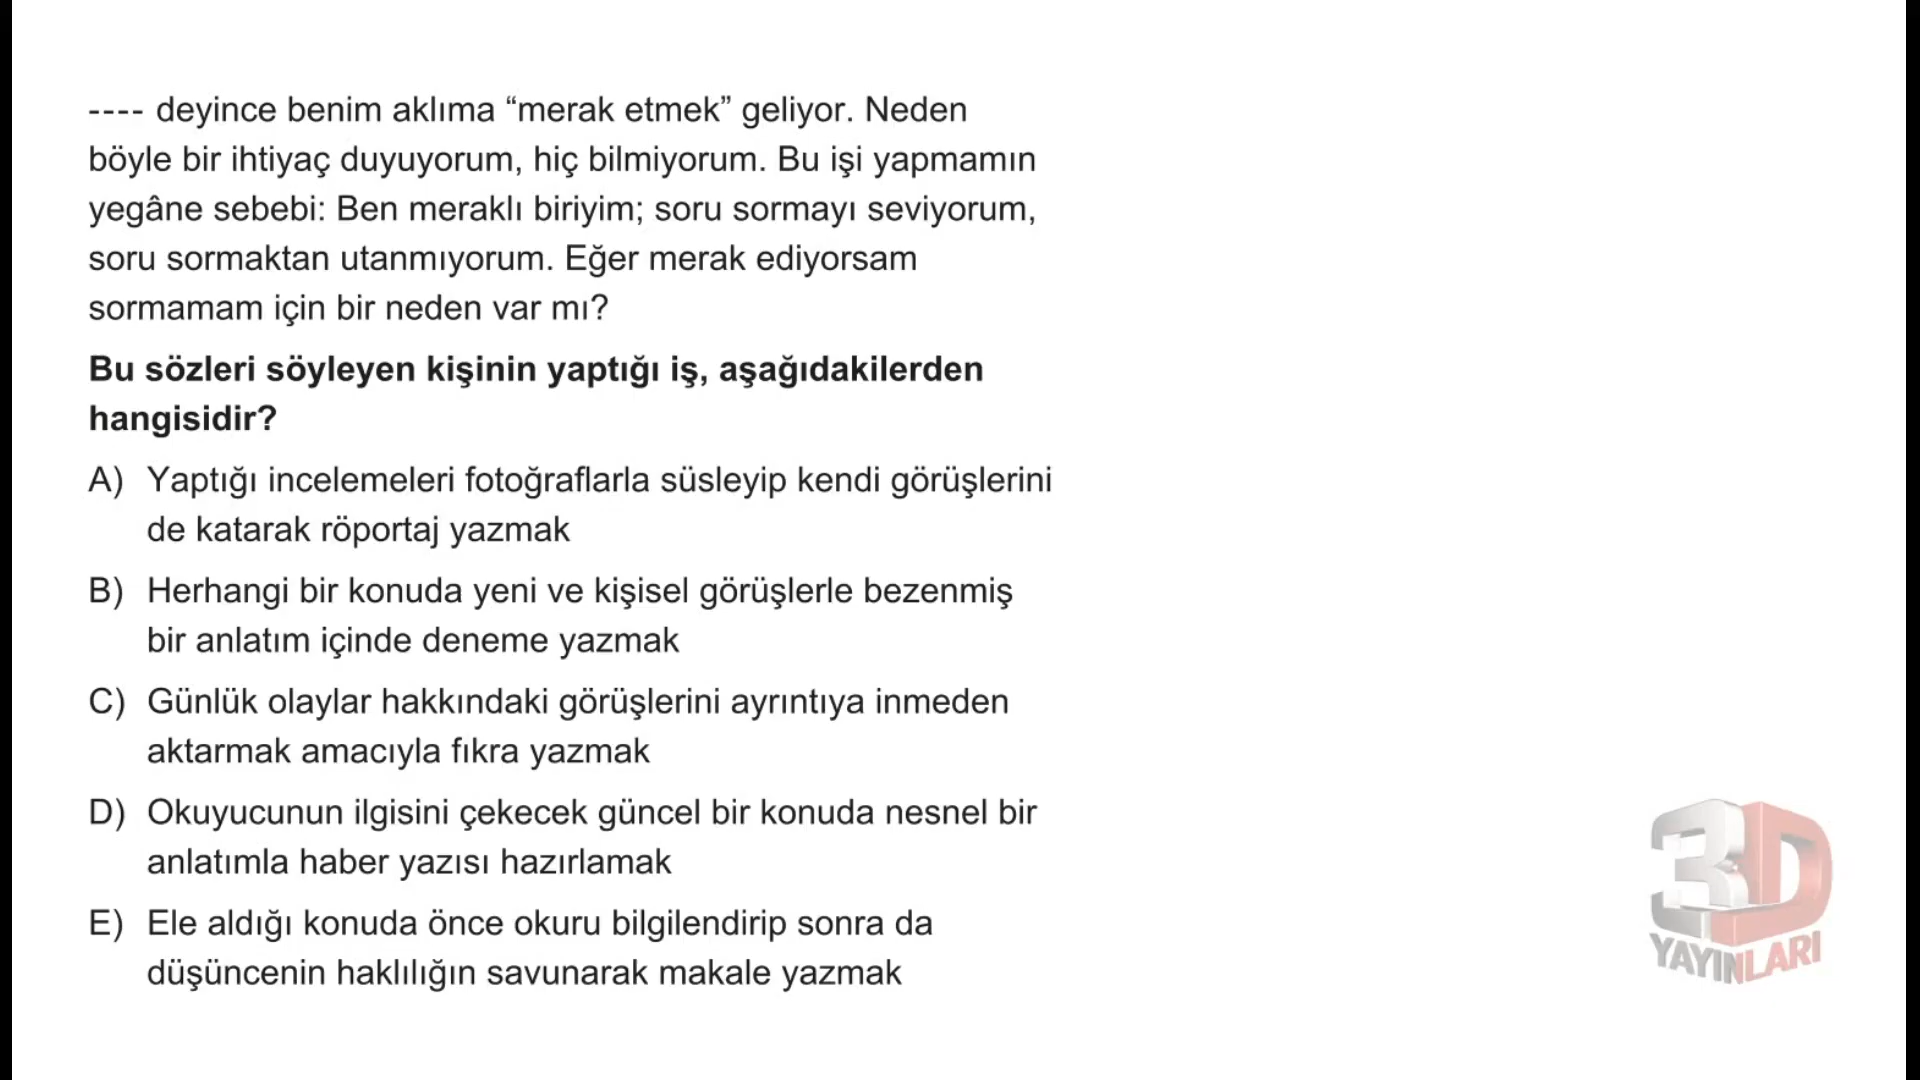 ---- deyince benim aklıma “merak etmek” geliyor. Neden
böyle bir ihtiyaç duyuyorum, hiç bilmiyorum. Bu işi yapmamın
yegâne sebebi: Ben meraklı biriyim; soru sormayı seviyorum,
soru sormaktan utanmıyorum. Eğer merak ediyorsam
sormamam için bir neden var mı?
Bu sözleri söyleyen kişinin yaptığı iş, aşağıdakilerden
hangisidir?
A) Yaptığı incelemeleri fotoğraflarla süsleyip kendi görüşlerini
de katarak röportaj yazmak
B) Herhangi bir konuda yeni ve kişisel görüşlerle bezenmiş
bir anlatım içinde deneme yazmak
C) Günlük olaylar hakkındaki görüşlerini ayrıntıya inmeden
aktarmak amacıyla fıkra yazmak
D) Okuyucunun ilgisini çekecek güncel bir konuda nesnel bir
anlatımla haber yazısı hazırlamak
E) Ele aldığı konuda önce okuru bilgilendirip sonra da
düşüncenin haklılığın savunarak makale yazmak
3D
YAYINLARI